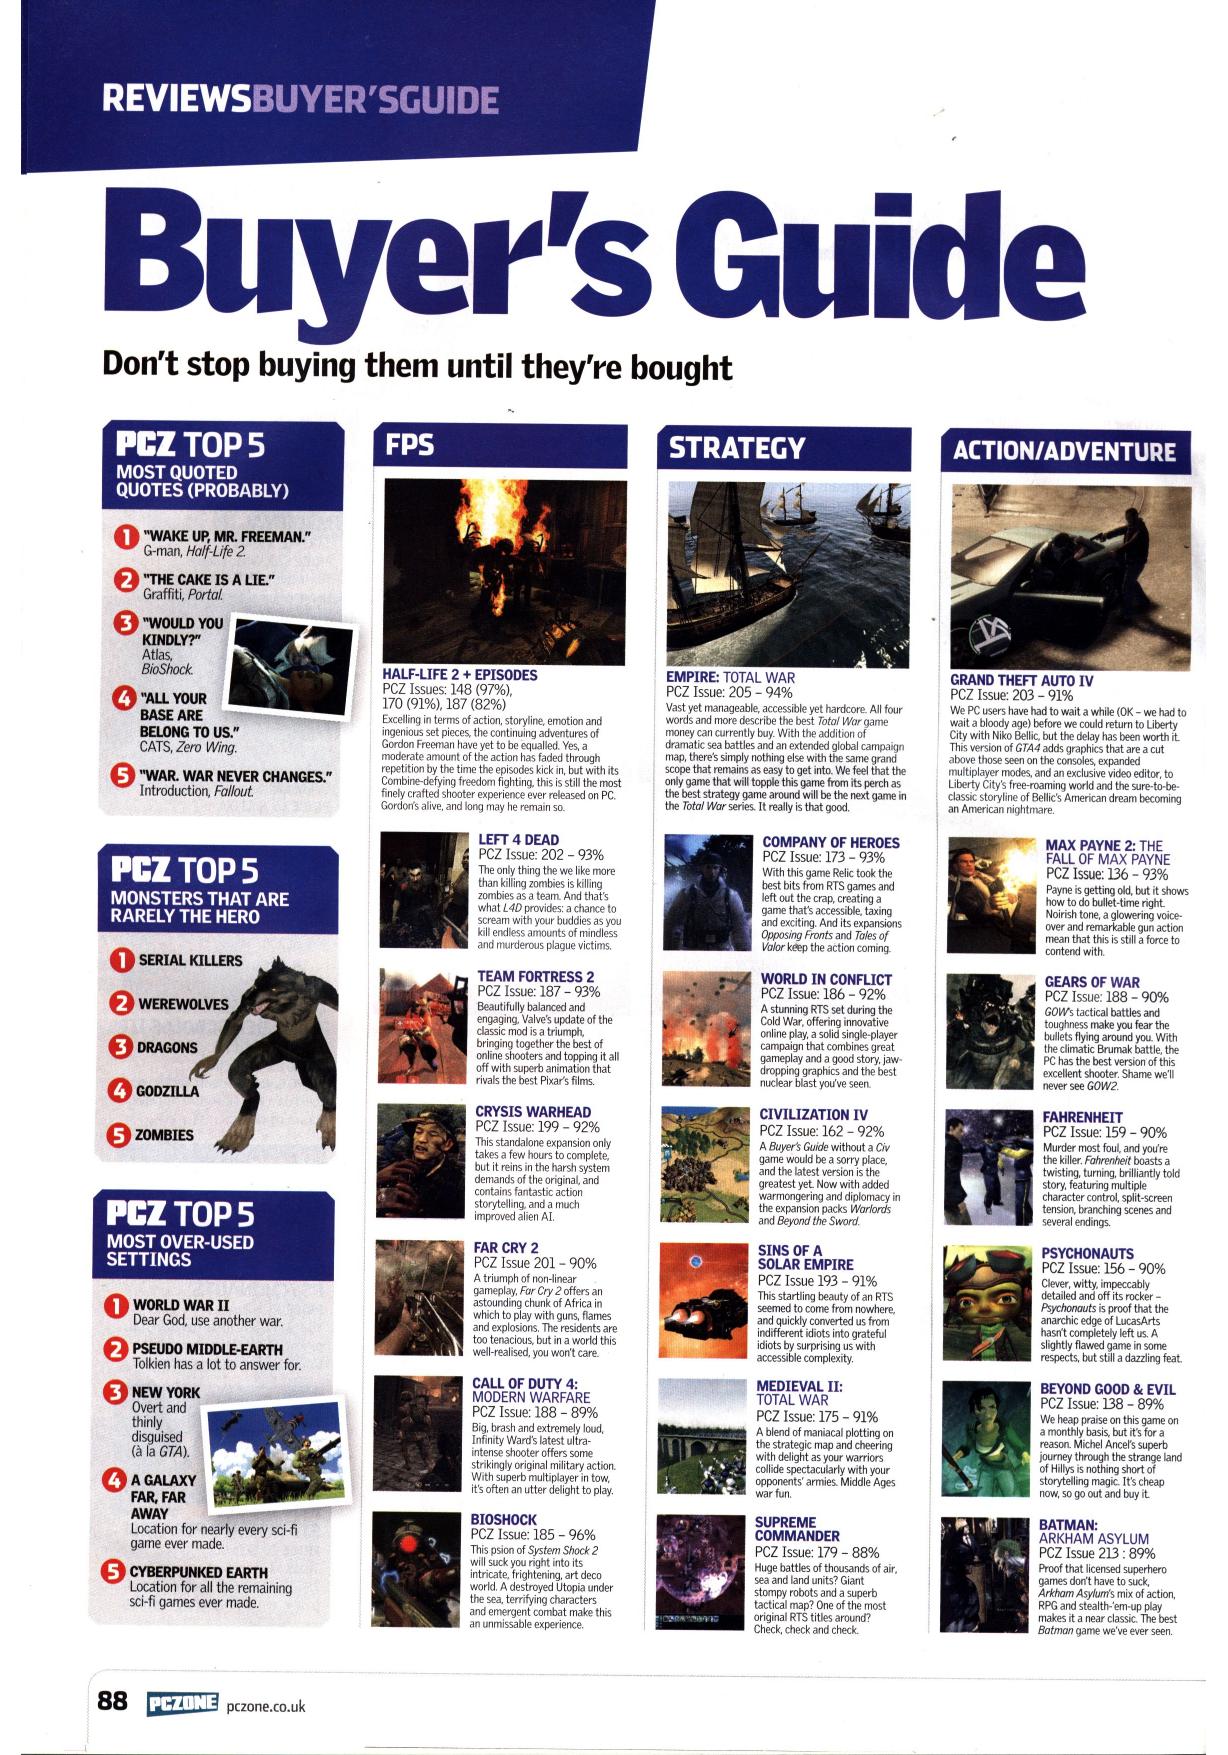 REVIEWSBUYER'SGUIDE
Buyer's Guide
Don't stop buying them until they're bought
PCZ TOP 5
MOST QUOTED
QUOTES (PROBABLY)
1 "WAKE UP, MR. FREEMAN."
G-man, Half-Life 2.
2 "THE CAKE IS A LIE."
Graffiti, Portal.
3 "WOULD YOU
KINDLY?"
Atlas,
BioShock.
4 "ALL YOUR
BASE ARE
BELONG TO US."
CATS, Zero Wing.
5 "WAR. WAR NEVER CHANGES."
Introduction, Fallout.
PCZ TOP 5
MONSTERS THAT ARE
RARELY THE HERO
1 SERIAL KILLERS
2 WEREWOLVES
3 DRAGONS
4 GODZILLA
5 ZOMBIES
PCZ TOP 5
MOST OVER-USED
SETTINGS
1 WORLD WAR II
Dear God, use another war.
2 PSEUDO MIDDLE-EARTH
Tolkien has a lot to answer for.
3 NEW YORK
Overt and
thinly
disguised
(à la GTA).
4 A GALAXY
FAR, FAR
AWAY
Location for nearly every sci-fi
game ever made.
5 CYBERPUNKED EARTH
Location for all the remaining
sci-fi games ever made.
FPS
HALF-LIFE 2 + EPISODES
PCZ Issues: 148 (97%),
170 (91%), 187 (82%)
Excelling in terms of action, storyline, emotion and
ingenious set pieces, the continuing adventures of
Gordon Freeman have yet to be equalled. Yes, a
moderate amount of the action has faded through
repetition by the time the episodes kick in, but with its
Combine-defying freedom fighting, this is still the most
finely crafted shooter experience ever released on PC.
Gordon's alive, and long may he remain so.
LEFT 4 DEAD
PCZ Issue: 202 – 93%
The only thing the we like more
than killing zombies is killing
zombies as a team. And that's
what L4D provides: a chance to
scream with your buddies as you
kill endless amounts of mindless
and murderous plague victims.
TEAM FORTRESS 2
PCZ Issue: 187 – 93%
Beautifully balanced and
engaging, Valve's update of the
classic mod is a triumph,
bringing together the best of
online shooters and topping it all
off with superb animation that
rivals the best Pixar's films.
CRYSIS WARHEAD
PCZ Issue: 199 – 92%
This standalone expansion only
takes a few hours to complete,
but it reins in the harsh system
demands of the original, and
contains fantastic action
storytelling, and a much
improved alien AI.
FAR CRY 2
PCZ Issue 201 – 90%
A triumph of non-linear
gameplay, Far Cry 2 offers an
astounding chunk of Africa in
which to play with guns, flames
and explosions. The residents are
too tenacious, but in a world this
well-realised, you won't care.
CALL OF DUTY 4:
MODERN WARFARE
PCZ Issue: 188 – 89%
Big, brash and extremely loud,
Infinity Ward's latest ultra-
intense shooter offers some
strikingly original military action.
With superb multiplayer in tow,
it's often an utter delight to play.
BIOSHOCK
PCZ Issue: 185 – 96%
This psion of System Shock 2
will suck you right into its
intricate, frightening, art deco
world. A destroyed Utopia under
the sea, terrifying characters
and emergent combat make this
an unmissable experience.
STRATEGY
EMPIRE: TOTAL WAR
PCZ Issue: 205 – 94%
Vast yet manageable, accessible yet hardcore. All four
words and more describe the best Total War game
money can currently buy. With the addition of
dramatic sea battles and an extended global campaign
map, there's simply nothing else with the same grand
scope that remains as easy to get into. We feel that the
only game that will topple this game from its perch as
the best strategy game around will be the next game in
the Total War series. It really is that good.
COMPANY OF HEROES
PCZ Issue: 173 – 93%
With this game Relic took the
best bits from RTS games and
left out the crap, creating a
game that's accessible, taxing
and exciting. And its expansions
Opposing Fronts and Tales of
Valor keep the action coming.
WORLD IN CONFLICT
PCZ Issue: 186 – 92%
A stunning RTS set during the
Cold War, offering innovative
online play, a solid single-player
campaign that combines great
gameplay and a good story, jaw-
dropping graphics and the best
nuclear blast you've seen.
CIVILIZATION IV
PCZ Issue: 162 – 92%
A Buyer's Guide without a Civ
game would be a sorry place,
and the latest version is the
greatest yet. Now with added
warmongering and diplomacy in
the expansion packs Warlords
and Beyond the Sword.
SINS OF A
SOLAR EMPIRE
PCZ Issue 193 – 91%
This startling beauty of an RTS
seemed to come from nowhere,
and quickly converted us from
indifferent idiots into grateful
idiots by surprising us with
accessible complexity.
MEDIEVAL II:
TOTAL WAR
PCZ Issue: 175 – 91%
A blend of maniacal plotting on
the strategic map and cheering
with delight as your warriors
collide spectacularly with your
opponents' armies. Middle Ages
war fun.
SUPREME
COMMANDER
PCZ Issue: 179 – 88%
Huge battles of thousands of air,
sea and land units? Giant
stompy robots and a superb
tactical map? One of the most
original RTS titles around?
Check, check and check.
ACTION/ADVENTURE
GRAND THEFT AUTO IV
PCZ Issue: 203 – 91%
We PC users have had to wait a while (OK – we had to
wait a bloody age) before we could return to Liberty
City with Niko Bellic, but the delay has been worth it.
This version of GTA4 adds graphics that are a cut
above those seen on the consoles, expanded
multiplayer modes, and an exclusive video editor, to
Liberty City's free-roaming world and the sure-to-be-
classic storyline of Bellic's American dream becoming
an American nightmare.
MAX PAYNE 2: THE
FALL OF MAX PAYNE
PCZ Issue: 136 – 93%
Payne is getting old, but it shows
how to do bullet-time right.
Noirish tone, a glowering voice-
over and remarkable gun action
mean that this is still a force to
contend with.
GEARS OF WAR
PCZ Issue: 188 – 90%
GOW's tactical battles and
toughness make you fear the
bullets flying around you. With
the climatic Brumak battle, the
PC has the best version of this
excellent shooter. Shame we'll
never see GOW2.
FAHRENHEIT
PCZ Issue: 159 – 90%
Murder most foul, and you're
the killer. Fahrenheit boasts a
twisting, turning, brilliantly told
story, featuring multiple
character control, split-screen
tension, branching scenes and
several endings.
PSYCHONAUTS
PCZ Issue: 156 – 90%
Clever, witty, impeccably
detailed and off its rocker –
Psychonauts is proof that the
anarchic edge of LucasArts
hasn't completely left us. A
slightly flawed game in some
respects, but still a dazzling feat.
BEYOND GOOD & EVIL
PCZ Issue: 138 – 89%
We heap praise on this game on
a monthly basis, but it's for a
reason. Michel Ancel's superb
journey through the strange land
of Hillys is nothing short of
storytelling magic. It's cheap
now, so go out and buy it.
BATMAN:
ARKHAM ASYLUM
PCZ Issue 213 : 89%
Proof that licensed superhero
games don't have to suck,
Arkham Asylum's mix of action,
RPG and stealth-'em-up play
makes it a near classic. The best
Batman game we've ever seen.
88 PCZONE pczone.co.uk